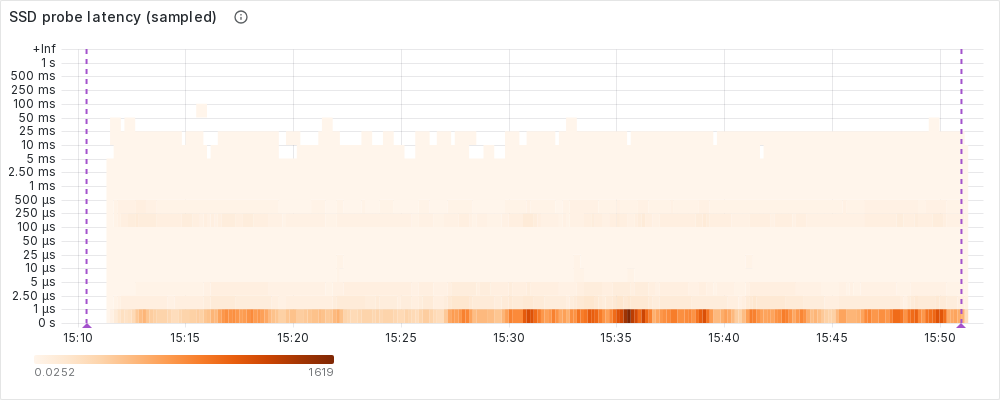 SSD probe latency (sampled)
+Inf
1 s
500 ms
250 ms
100 ms
50 ms
25 ms
10 ms
5 ms
2.50 ms
1 ms
500 µs
250 µs
100 µs
50 µs
25 µs
10 µs
5 µs
2.50 µs
1 µs
0 s
15:10 15:15 15:20 15:25 15:30 15:35 15:40 15:45 15:50
0.0252 1619